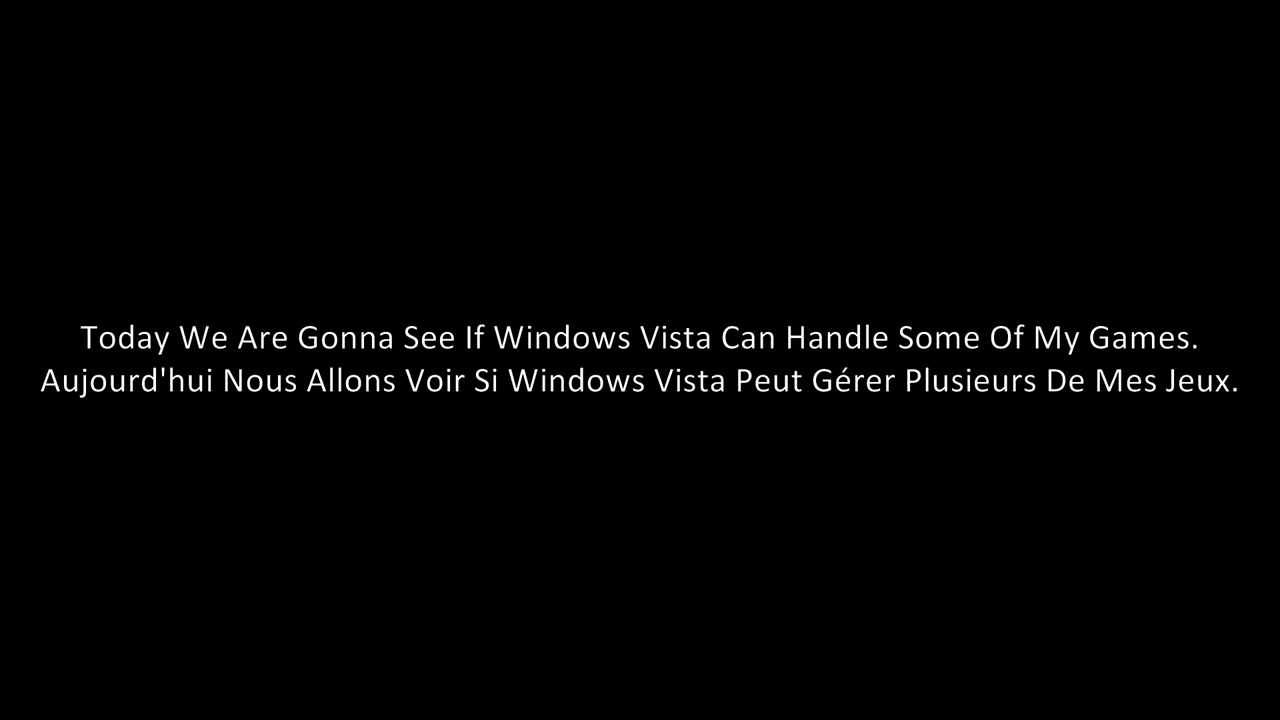 Today We Are Gonna See If Windows Vista Can Handle Some Of My Games.
Aujourd'hui Nous Allons Voir Si Windows Vista Peut Gérer Plusieurs De Mes Jeux.